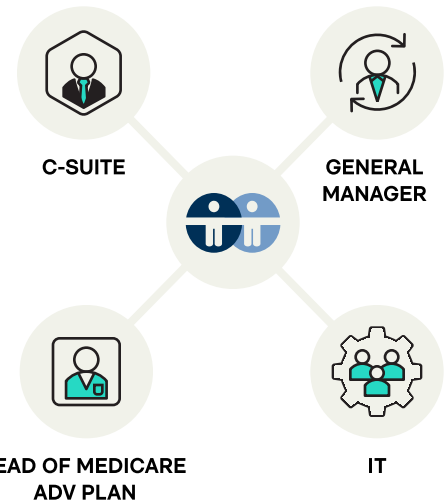 C-SUITE
GENERAL
MANAGER
EAD OF MEDICARE
ADV PLAN
IT